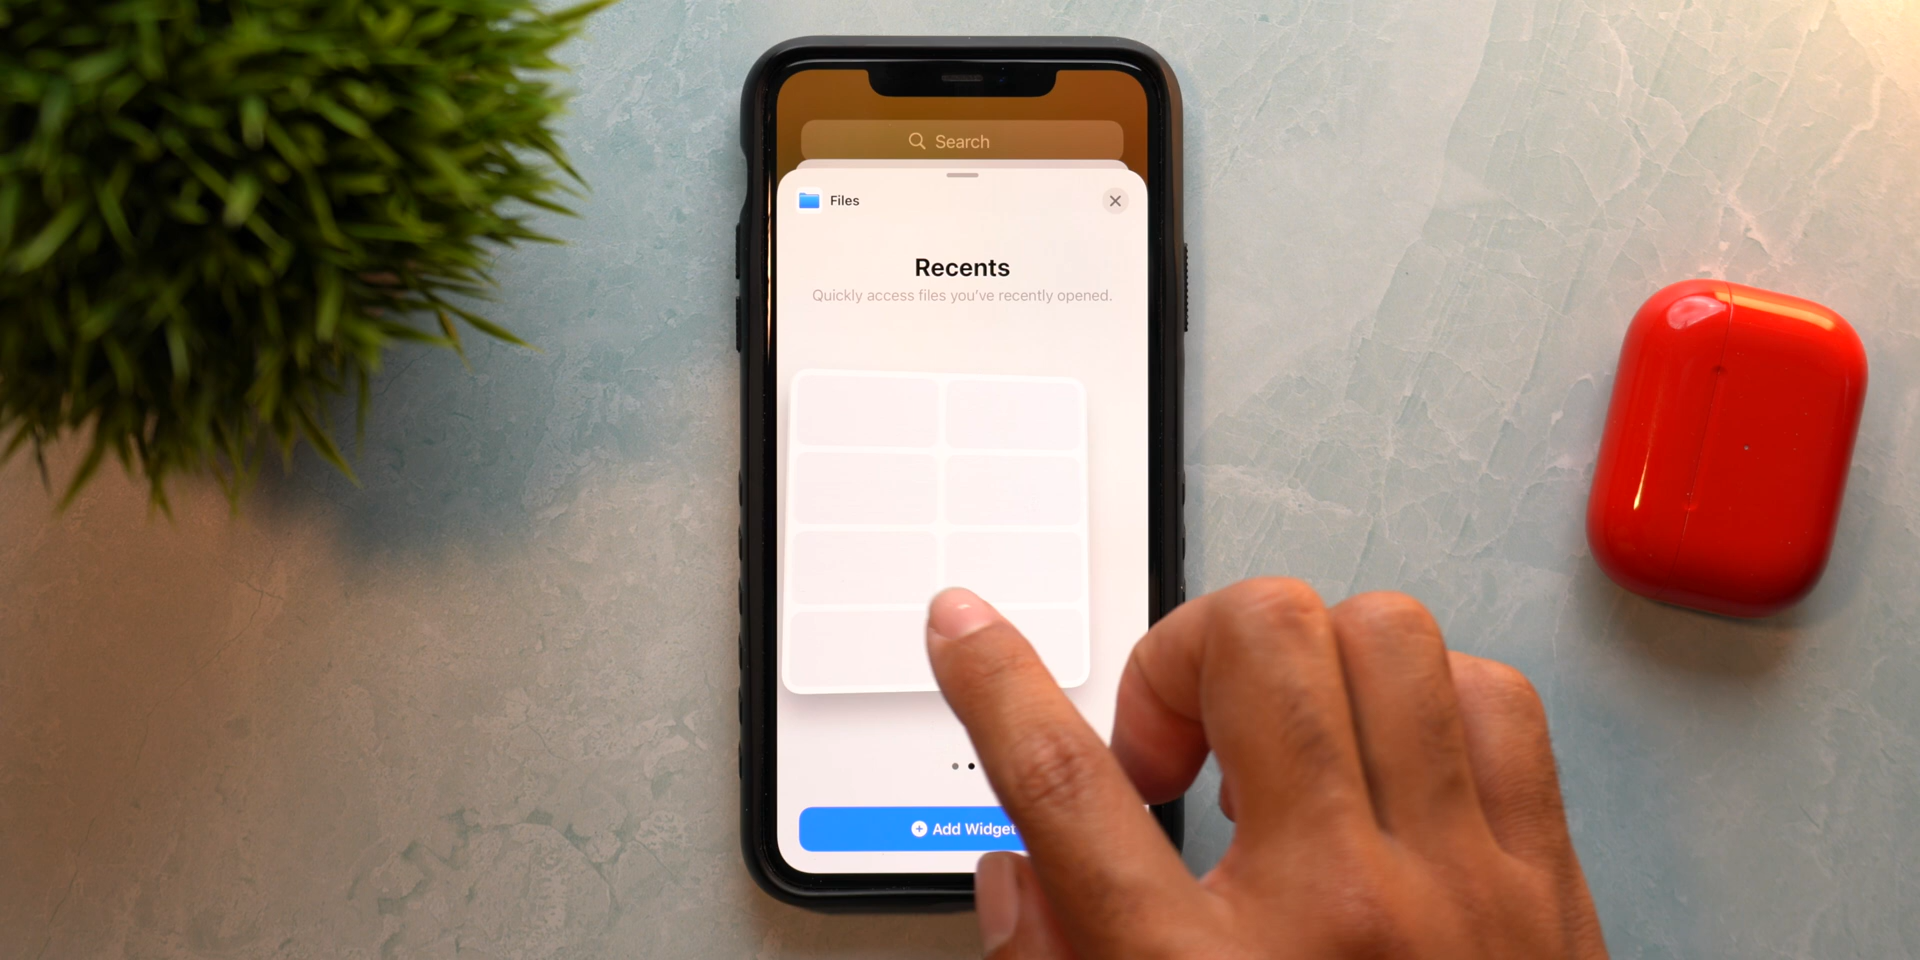 Search
Files
Recents
Quickly access files you've recently opened.
Add Widget